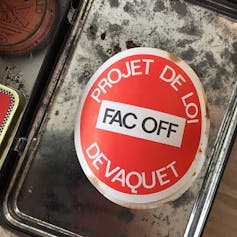 PROJET DE LOI
FAC OFF
DEVAQUET